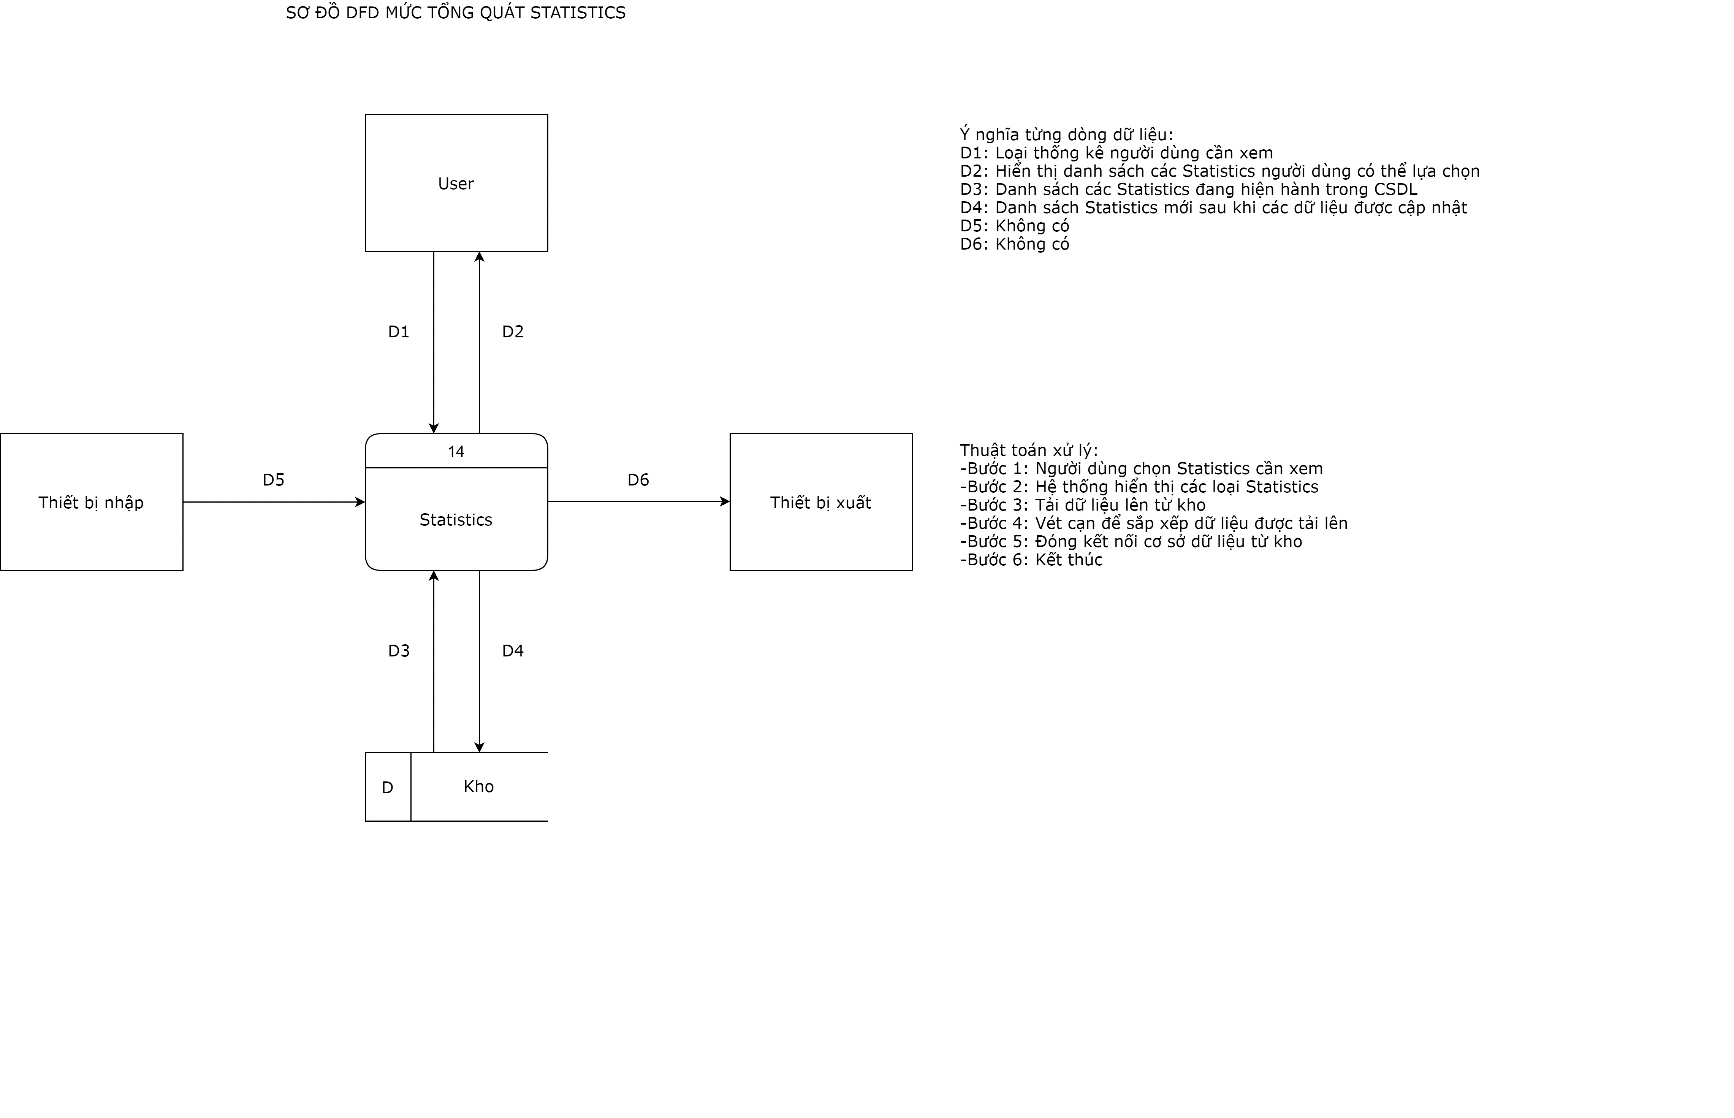 SƠ ĐỒ DFD MỨC TỔNG QUÁT STATISTICS
User
Ý nghĩa từng dòng dữ liệu:
D1: Loại thống kê người dùng cần xem
D2: Hiển thị danh sách các Statistics người dùng có thể lựa chọn
D3: Danh sách các Statistics đang hiện hành trong CSDL
D4: Danh sách Statistics mới sau khi các dữ liệu được cập nhật
D5: Không có
D6: Không có
D1
D2
14
Statistics
Thiết bị nhập
D5
D6
Thiết bị xuất
Thuật toán xử lý:
-Bước 1: Người dùng chọn Statistics cần xem
-Bước 2: Hệ thống hiển thị các loại Statistics
-Bước 3: Tải dữ liệu lên từ kho
-Bước 4: Vét cạn để sắp xếp dữ liệu được tải lên
-Bước 5: Đóng kết nối cơ sở dữ liệu từ kho
-Bước 6: Kết thúc
D3
D4
D
Kho